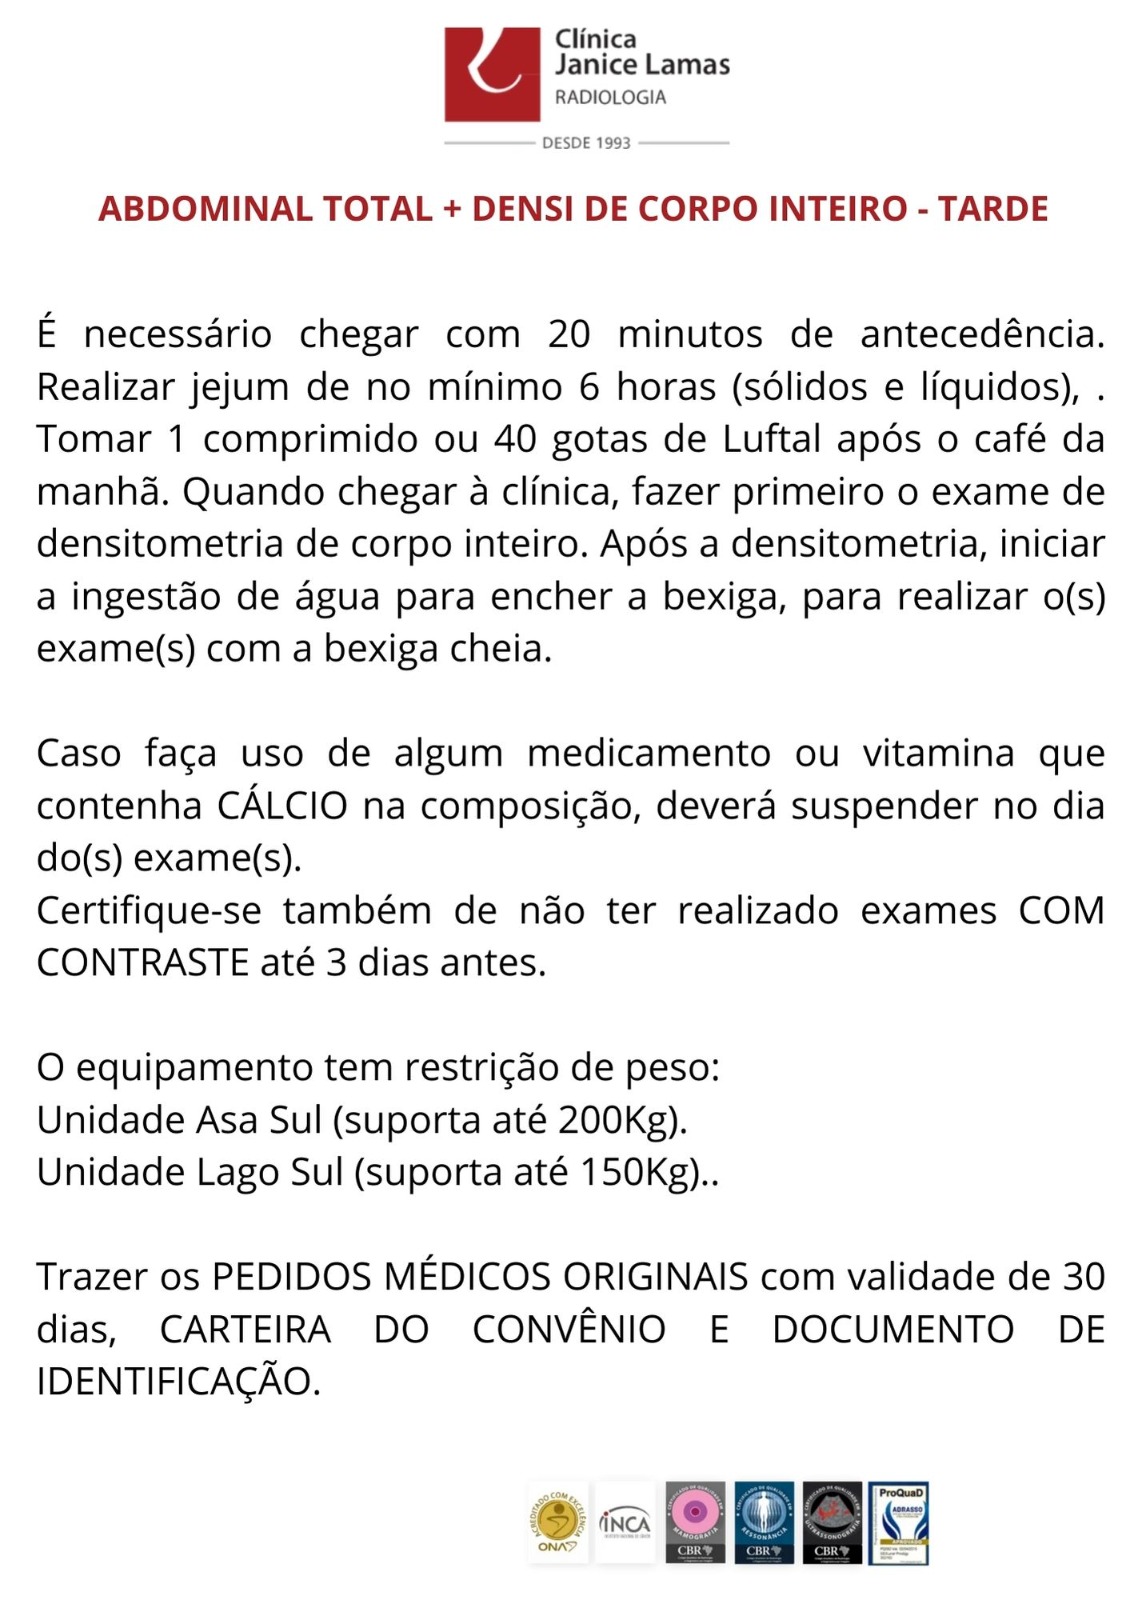 Clínica
Janice Lamas
RADIOLOGIA
DESDE 1993
ABDOMINAL TOTAL + DENSI DE CORPO INTEIRO - TARDE
É necessário chegar com 20 minutos de antecedência.
Realizar jejum de no mínimo 6 horas (sólidos e líquidos), .
Tomar 1 comprimido ou 40 gotas de Luftal após o café da
manhã. Quando chegar à clínica, fazer primeiro o exame de
densitometria de corpo inteiro. Após a densitometria, iniciar
a ingestão de água para encher a bexiga, para realizar o(s)
exame(s) com a bexiga cheia.
Caso faça uso de algum medicamento ou vitamina que
contenha CÁLCIO na composição, deverá suspender no dia
do(s) exame(s).
Certifique-se também de não ter realizado exames COM
CONTRASTE até 3 dias antes.
O equipamento tem restrição de peso:
Unidade Asa Sul (suporta até 200Kg).
Unidade Lago Sul (suporta até 150Kg)..
Trazer os PEDIDOS MÉDICOS ORIGINAIS com validade de 30
dias, CARTEIRA DO CONVÊNIO E DOCUMENTO DE
IDENTIFICAÇÃO.
ACREDITADO COM EXCELÊNCIA
ONA
INCA
MAMOGRAFIA
CBR
RESSONÂNCIA
CBR
ULTRASSONOGRAFIA
CBR
ProQuaD
ABRASSO
APROVADO